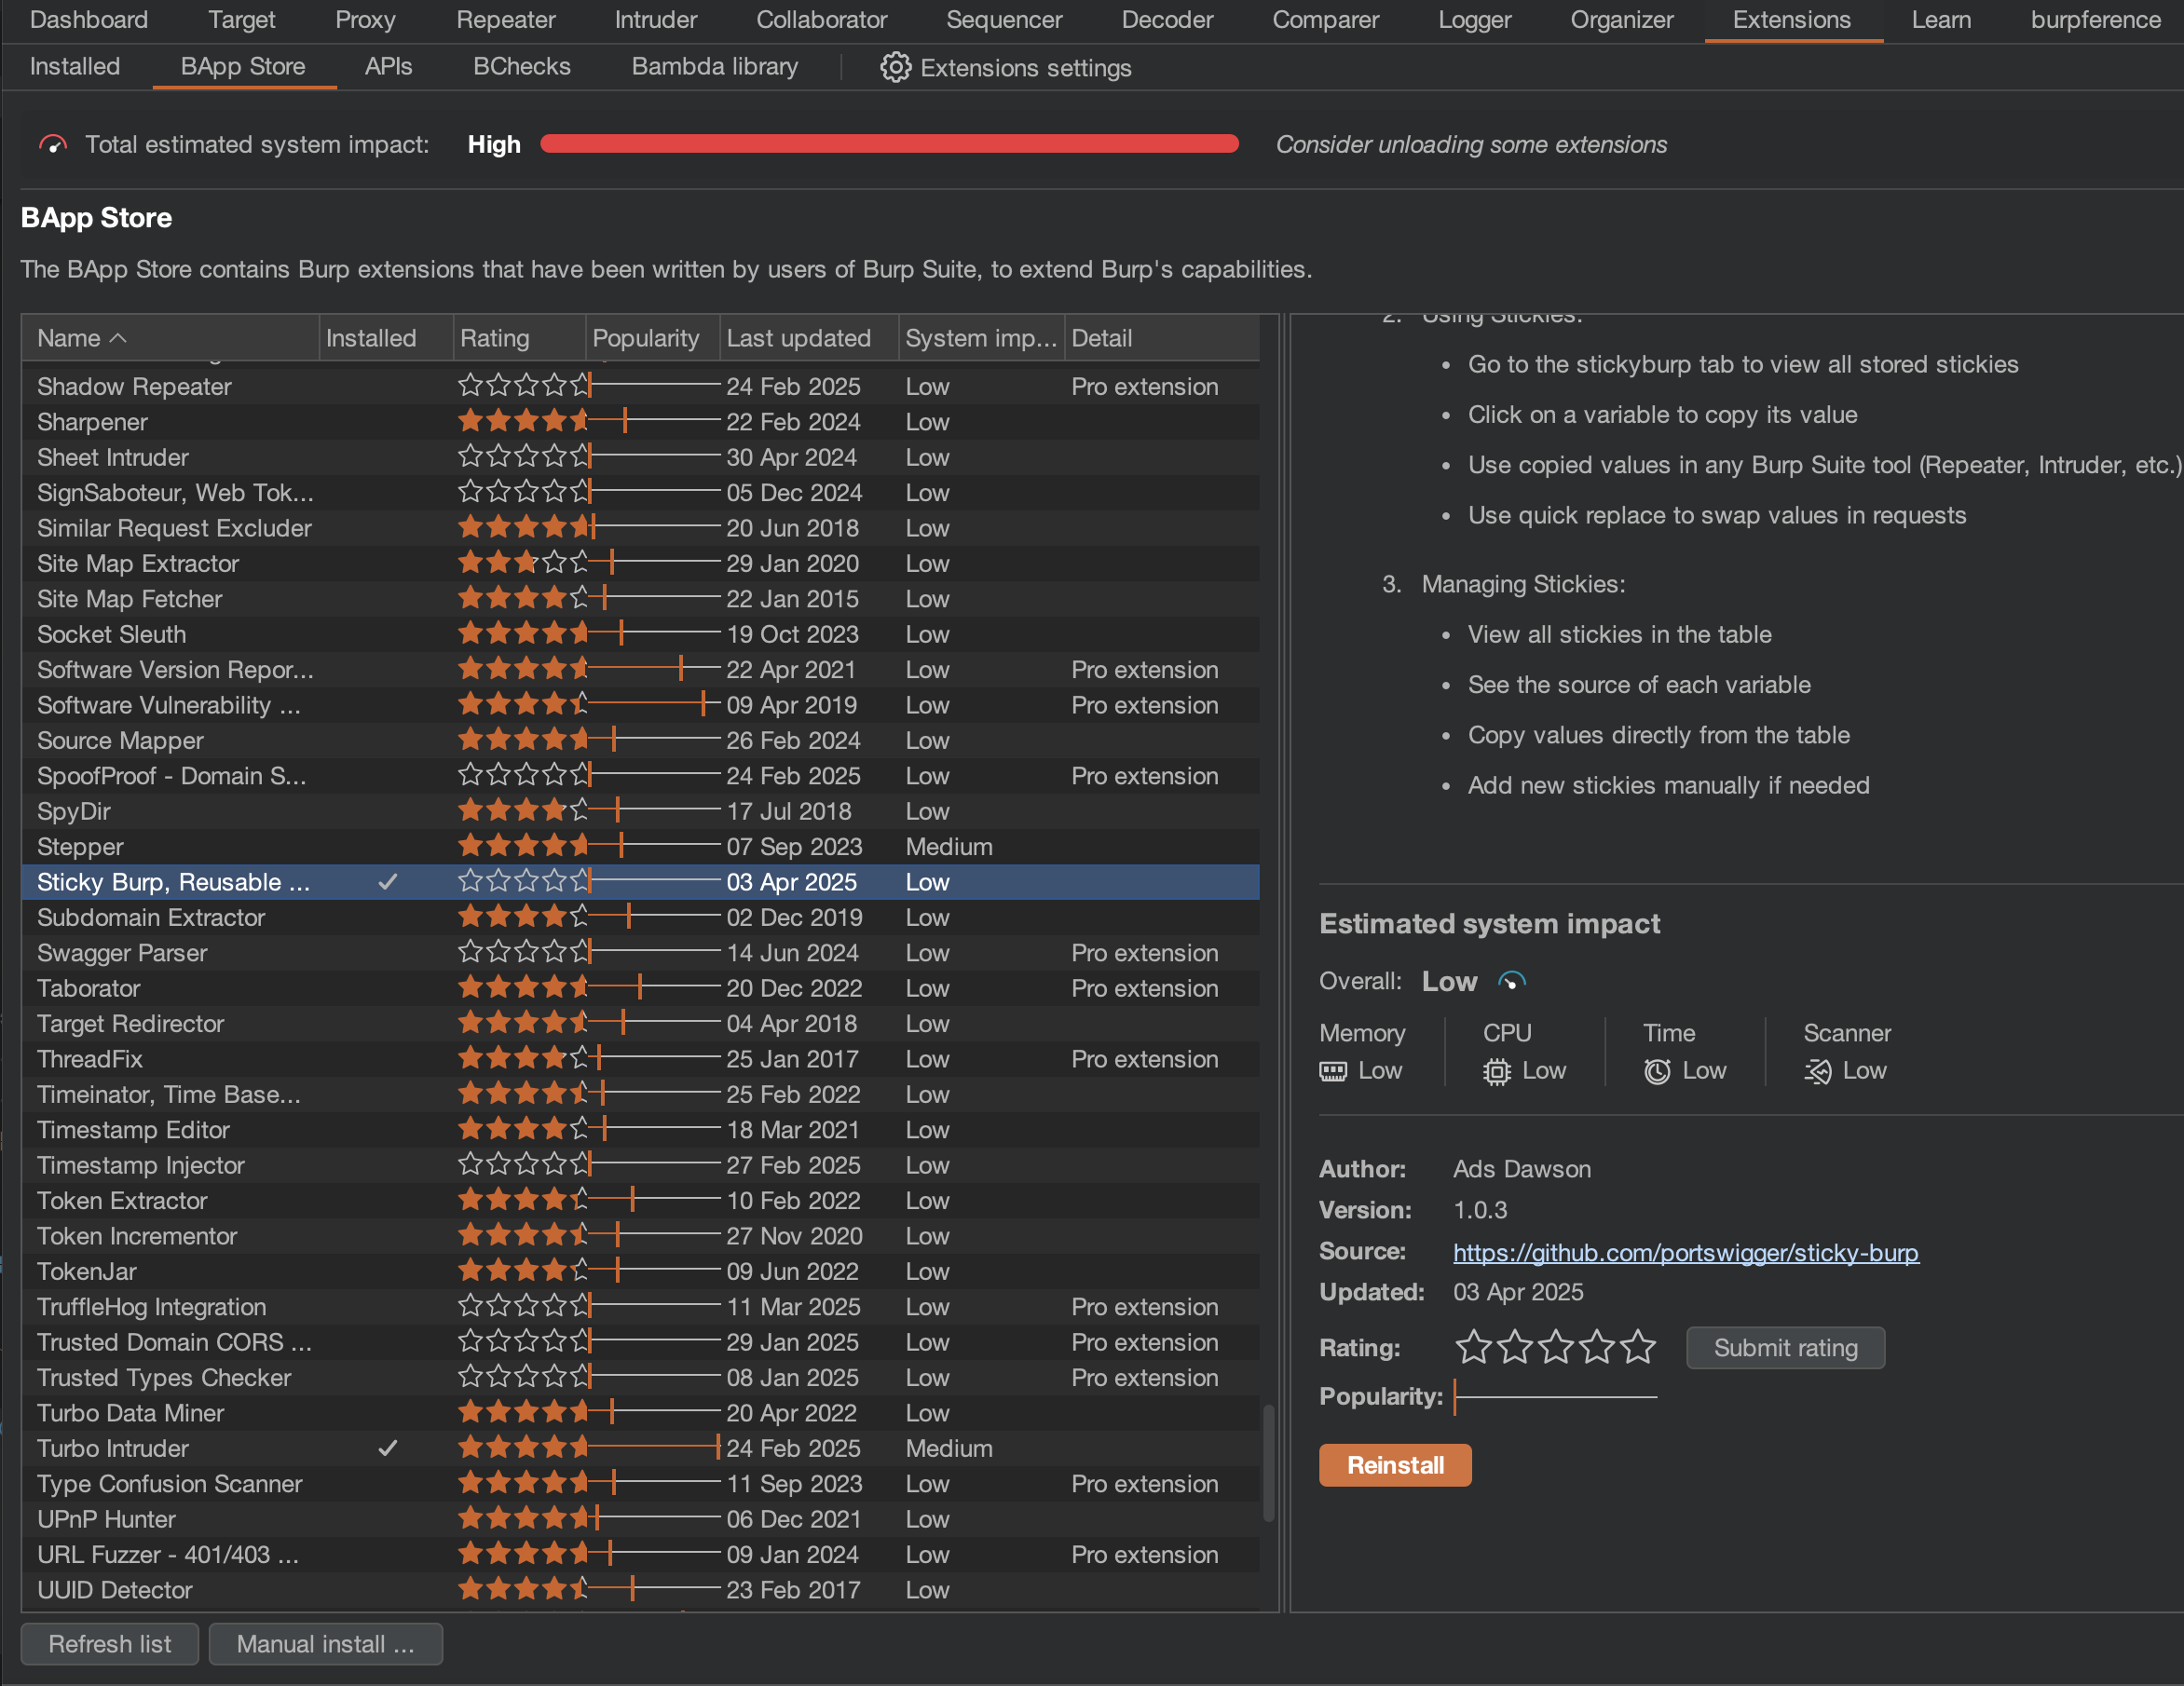 Dashboard Target Proxy Repeater Intruder Collaborator Sequencer Decoder Comparer Logger Organizer Extensions Learn burpference
Installed BApp Store APIs BChecks Bambda library Extensions settings
Total estimated system impact: High Consider unloading some extensions
BApp Store
The BApp Store contains Burp extensions that have been written by users of Burp Suite, to extend Burp's capabilities.
Name Installed Rating Popularity Last updated System imp... Detail
Shadow Repeater 24 Feb 2025 Low Pro extension
Sharpener 22 Feb 2024 Low
Sheet Intruder 30 Apr 2024 Low
SignSaboteur, Web Tok... 05 Dec 2024 Low
Similar Request Excluder 20 Jun 2018 Low
Site Map Extractor 29 Jan 2020 Low
Site Map Fetcher 22 Jan 2015 Low
Socket Sleuth 19 Oct 2023 Low
Software Version Repor... 22 Apr 2021 Low Pro extension
Software Vulnerability ... 09 Apr 2019 Low Pro extension
Source Mapper 26 Feb 2024 Low
SpoofProof - Domain S... 24 Feb 2025 Low Pro extension
SpyDir 17 Jul 2018 Low
Stepper 07 Sep 2023 Medium
Sticky Burp, Reusable ... 03 Apr 2025 Low
Subdomain Extractor 02 Dec 2019 Low
Swagger Parser 14 Jun 2024 Low Pro extension
Taborator 20 Dec 2022 Low Pro extension
Target Redirector 04 Apr 2018 Low
ThreadFix 25 Jan 2017 Low Pro extension
Timeinator, Time Base... 25 Feb 2022 Low
Timestamp Editor 18 Mar 2021 Low
Timestamp Injector 27 Feb 2025 Low
Token Extractor 10 Feb 2022 Low
Token Incrementor 27 Nov 2020 Low
TokenJar 09 Jun 2022 Low
TruffleHog Integration 11 Mar 2025 Low Pro extension
Trusted Domain CORS ... 29 Jan 2025 Low Pro extension
Trusted Types Checker 08 Jan 2025 Low Pro extension
Turbo Data Miner 20 Apr 2022 Low
Turbo Intruder 24 Feb 2025 Medium
Type Confusion Scanner 11 Sep 2023 Low Pro extension
UPnP Hunter 06 Dec 2021 Low
URL Fuzzer - 401/403 ... 09 Jan 2024 Low Pro extension
UUID Detector 23 Feb 2017 Low
Refresh list Manual install ...
2. Using Stickies:
• Go to the stickyburp tab to view all stored stickies
• Click on a variable to copy its value
• Use copied values in any Burp Suite tool (Repeater, Intruder, etc.)
• Use quick replace to swap values in requests
3. Managing Stickies:
• View all stickies in the table
• See the source of each variable
• Copy values directly from the table
• Add new stickies manually if needed
Estimated system impact
Overall: Low
Memory CPU Time Scanner
Low Low Low Low
Author: Ads Dawson
Version: 1.0.3
Source: https://github.com/portswigger/sticky-burp
Updated: 03 Apr 2025
Rating: Submit rating
Popularity:
Reinstall